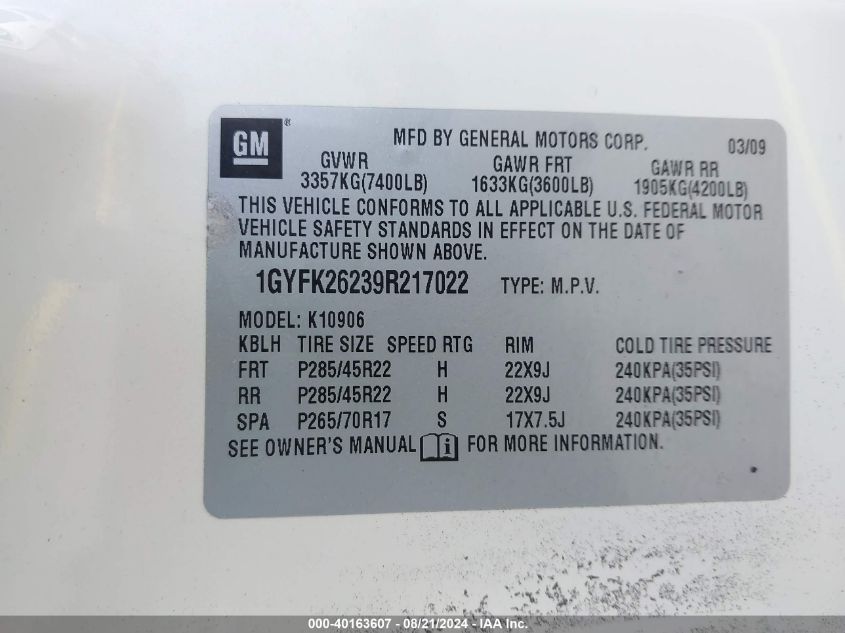 GM®
MFD BY GENERAL MOTORS CORP. 03/09
GVWR GAWR FRT GAWR RR
3357KG(7400LB) 1633KG(3600LB) 1905KG(4200LB)
THIS VEHICLE CONFORMS TO ALL APPLICABLE U.S. FEDERAL MOTOR
VEHICLE SAFETY STANDARDS IN EFFECT ON THE DATE OF
MANUFACTURE SHOWN ABOVE.
1GYFK26239R217022 TYPE: M.P.V.
MODEL: K10906
KBLH TIRE SIZE SPEED RTG RIM COLD TIRE PRESSURE
FRT P285/45R22 H 22X9J 240KPA(35PSI)
RR P285/45R22 H 22X9J 240KPA(35PSI)
SPA P265/70R17 S 17X7.5J 240KPA(35PSI)
SEE OWNER'S MANUAL i FOR MORE INFORMATION.
000-40163607 - 08/21/2024 - COPYRIGHT IAA, Inc.